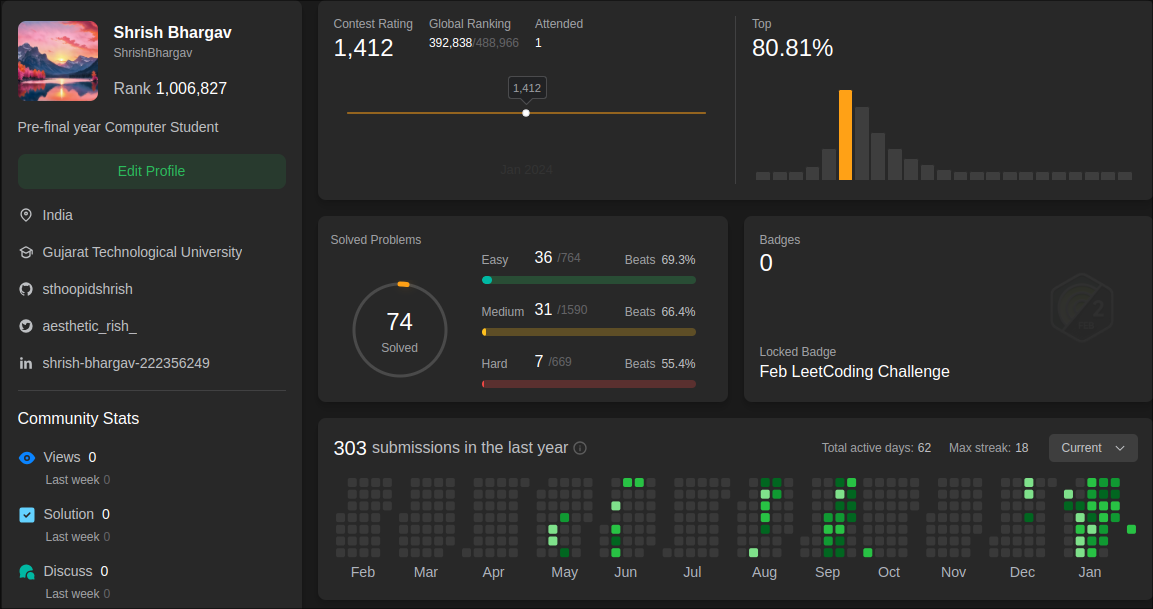 Shrish Bhargav
ShrishBhargav
Rank 1,006,827
Pre-final year Computer Student
Edit Profile
India
Gujarat Technological University
sthoopidshrish
aesthetic_rish_
shrish-bhargav-222356249
Community Stats
Views 0
Last week 0
Solution 0
Last week 0
Discuss 0
Last week 0
Contest Rating Global Ranking Attended
1,412 392,838/488,966 1
1,412
Jan 2024
Top
80.81%
Solved Problems
74
Solved
Easy 36 /764 Beats 69.3%
Medium 31 /1590 Beats 66.4%
Hard 7 /669 Beats 55.4%
Badges
0
2
FEB
Locked Badge
Feb LeetCoding Challenge
303 submissions in the last year
Total active days: 62 Max streak: 18 Current
Feb Mar Apr May Jun Jul Aug Sep Oct Nov Dec Jan